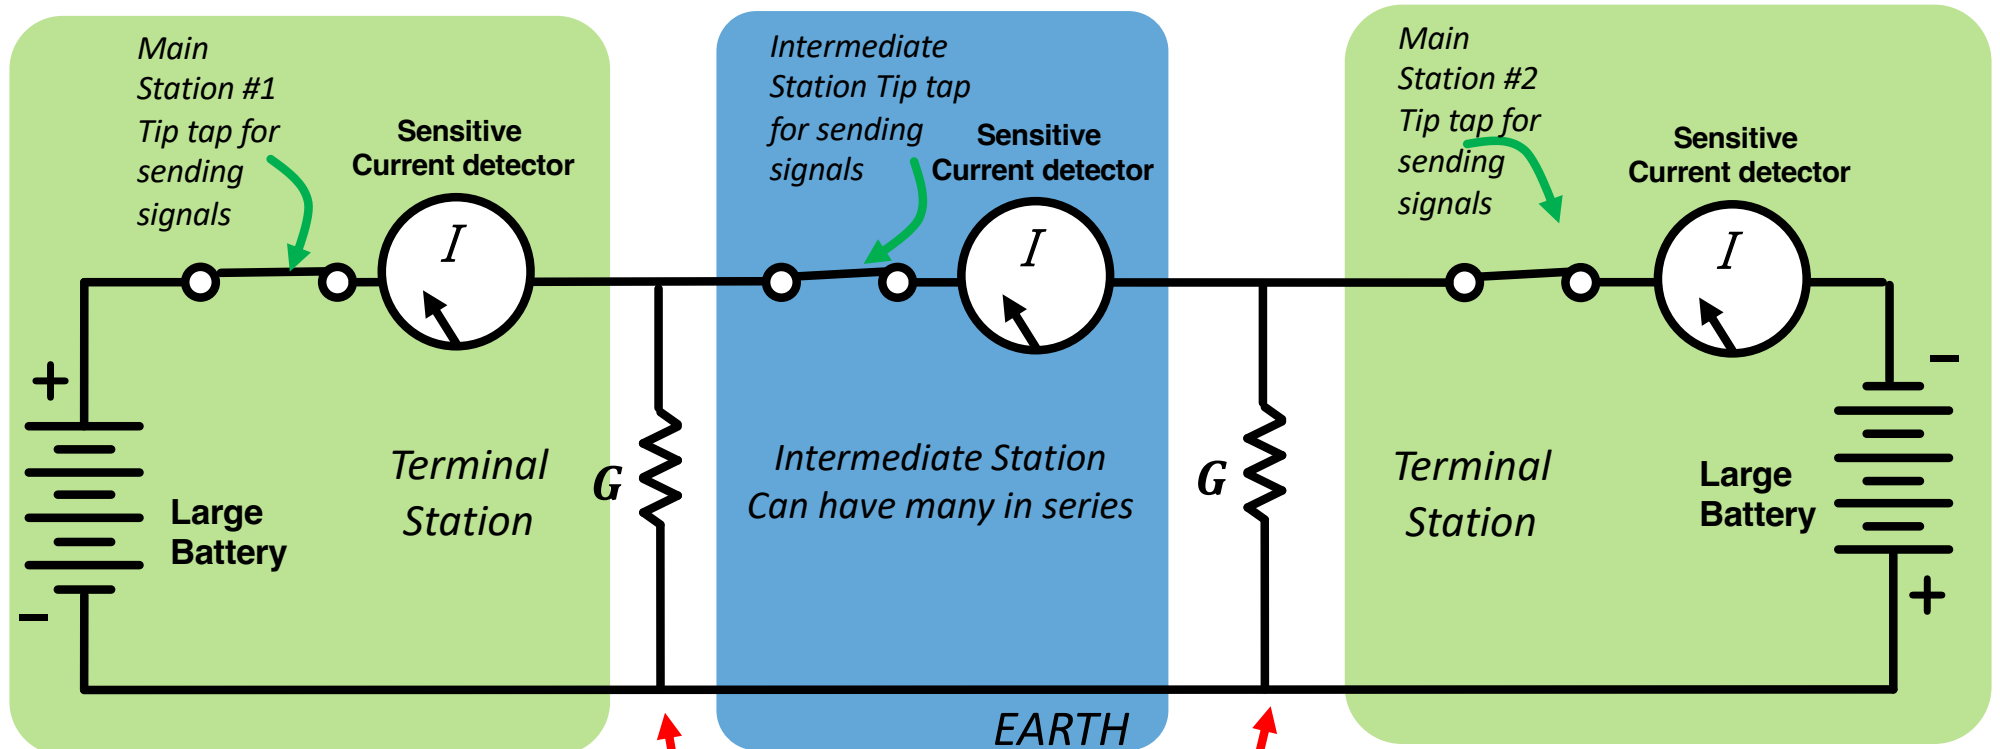 Main
Station #1
Tip tap for
sending
signals
Sensitive
Current detector
I
+
−
Large
Battery
Terminal
Station
G
Intermediate
Station Tip tap
for sending
signals
Sensitive
Current detector
I
Intermediate Station
Can have many in series
EARTH
G
Main
Station #2
Tip tap for
sending
signals
Sensitive
Current detector
I
Terminal
Station
Large
Battery
−
+